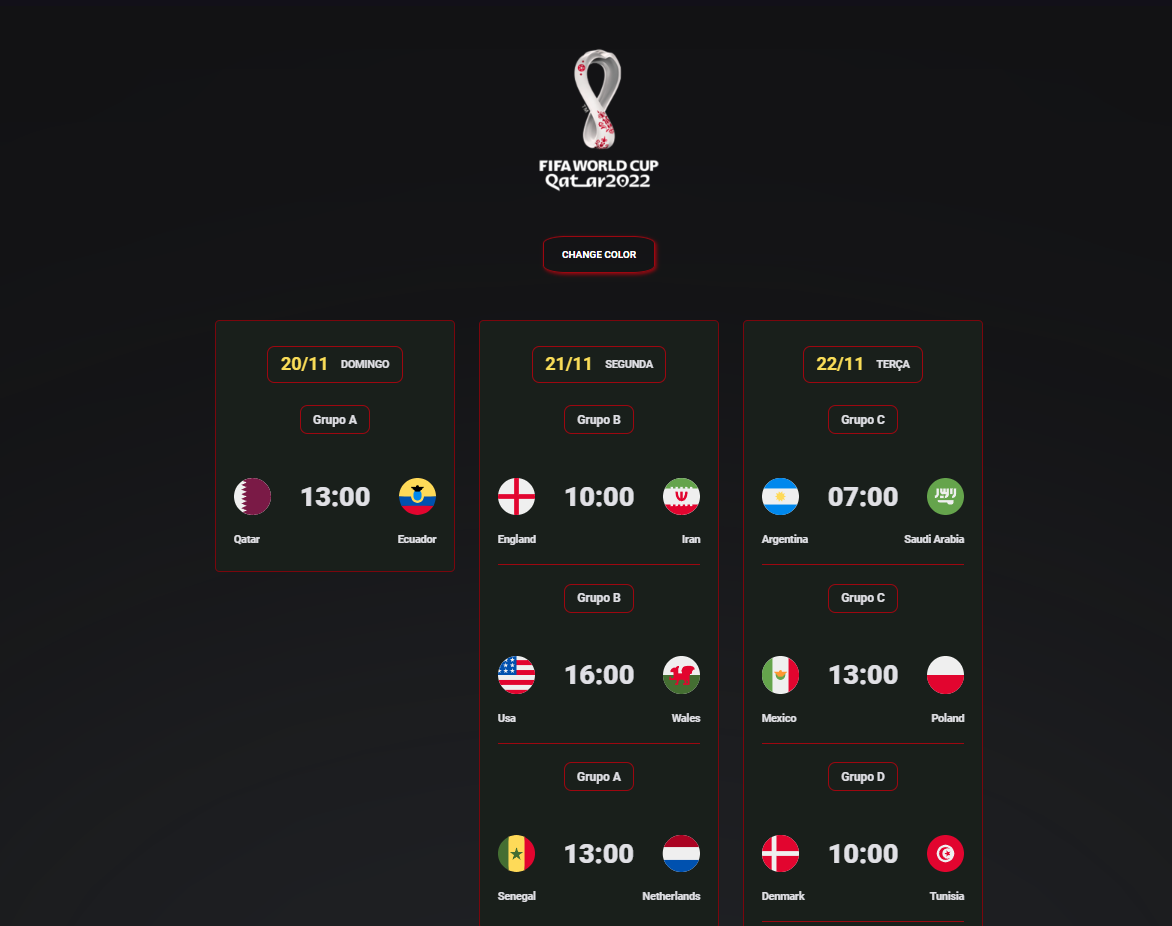 FIFA WORLD CUP
Qatar2022
CHANGE COLOR
20/11 DOMINGO
Grupo A
13:00
Qatar Ecuador
21/11 SEGUNDA
Grupo B
10:00
England Iran
Grupo B
16:00
Usa Wales
Grupo A
13:00
Senegal Netherlands
22/11 TERÇA
Grupo C
07:00
Argentina Saudi Arabia
Grupo C
13:00
Mexico Poland
Grupo D
10:00
Denmark Tunisia